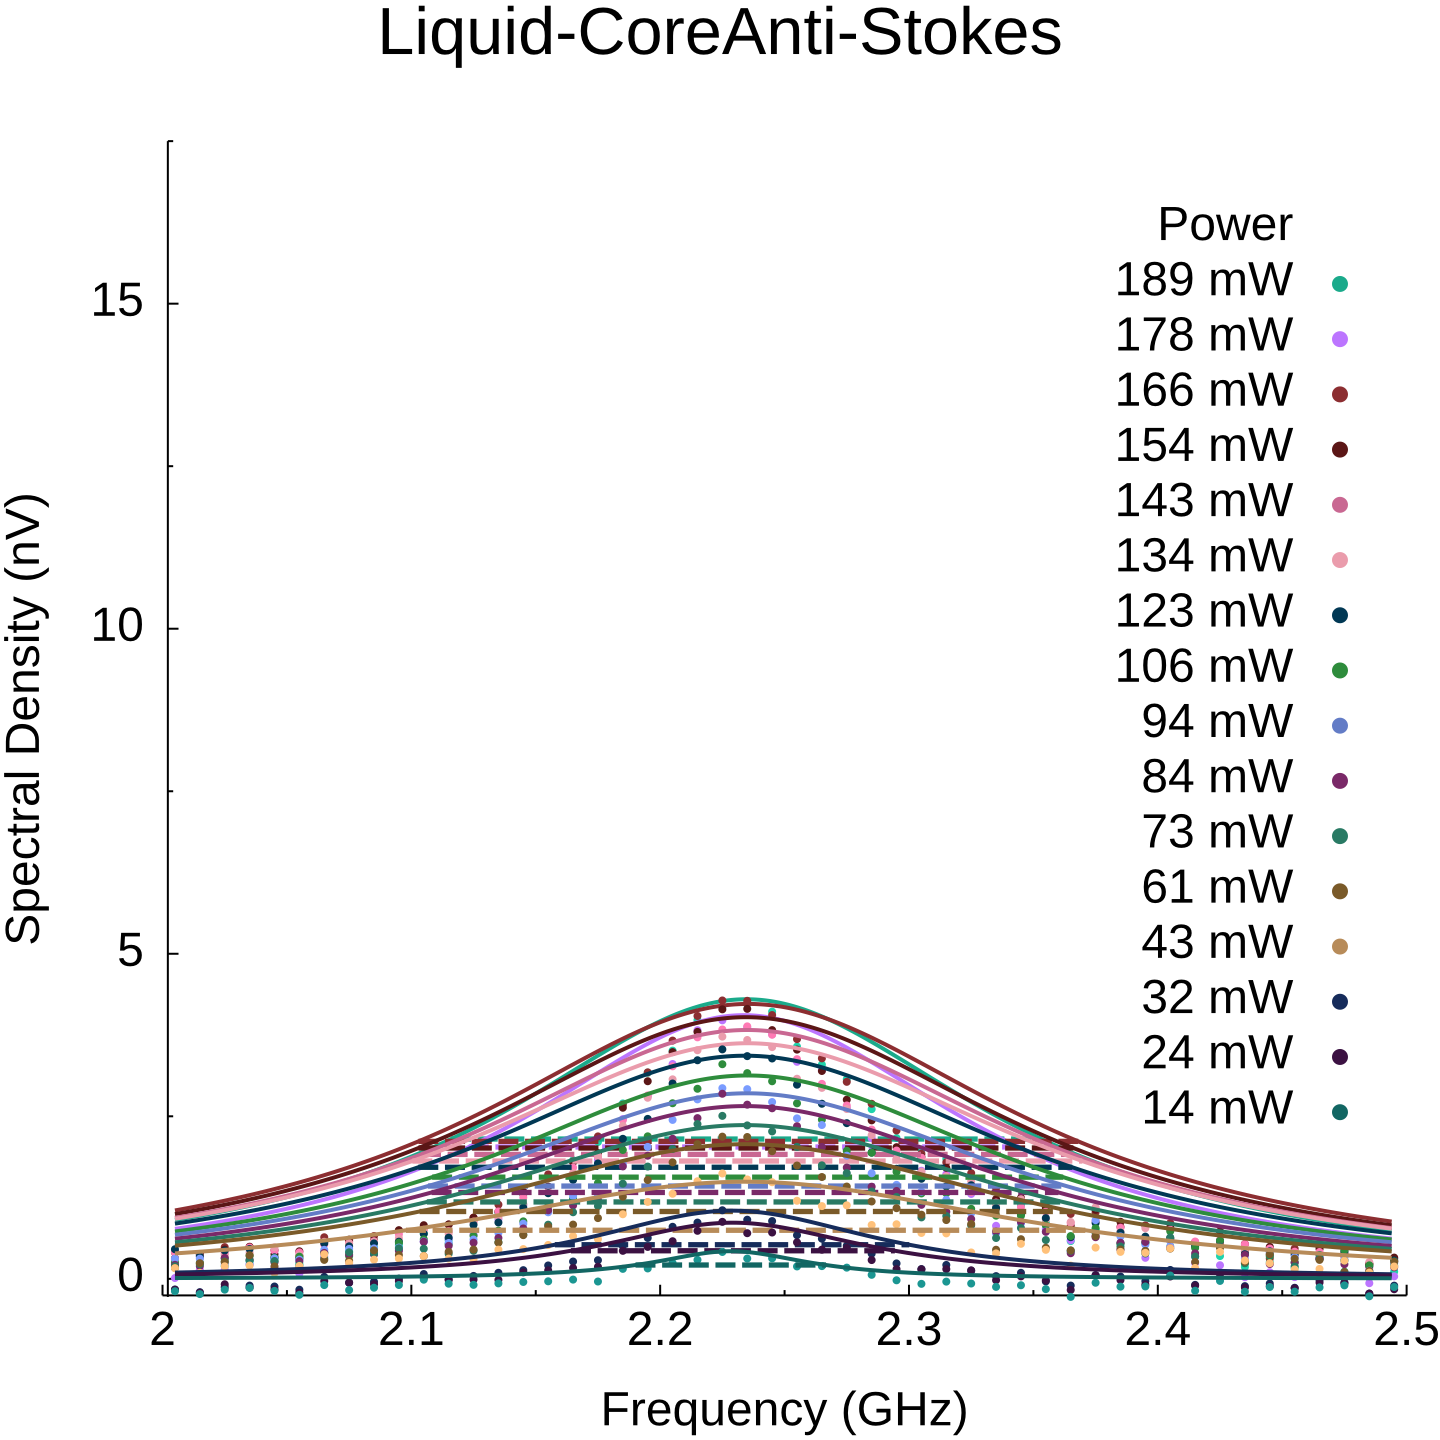 Liquid-CoreAnti-Stokes
Power
189 mW
178 mW
166 mW
154 mW
143 mW
134 mW
123 mW
106 mW
94 mW
84 mW
73 mW
61 mW
43 mW
32 mW
24 mW
14 mW
15
10
5
0
Spectral Density (nV)
2 2.1 2.2 2.3 2.4 2.5
Frequency (GHz)